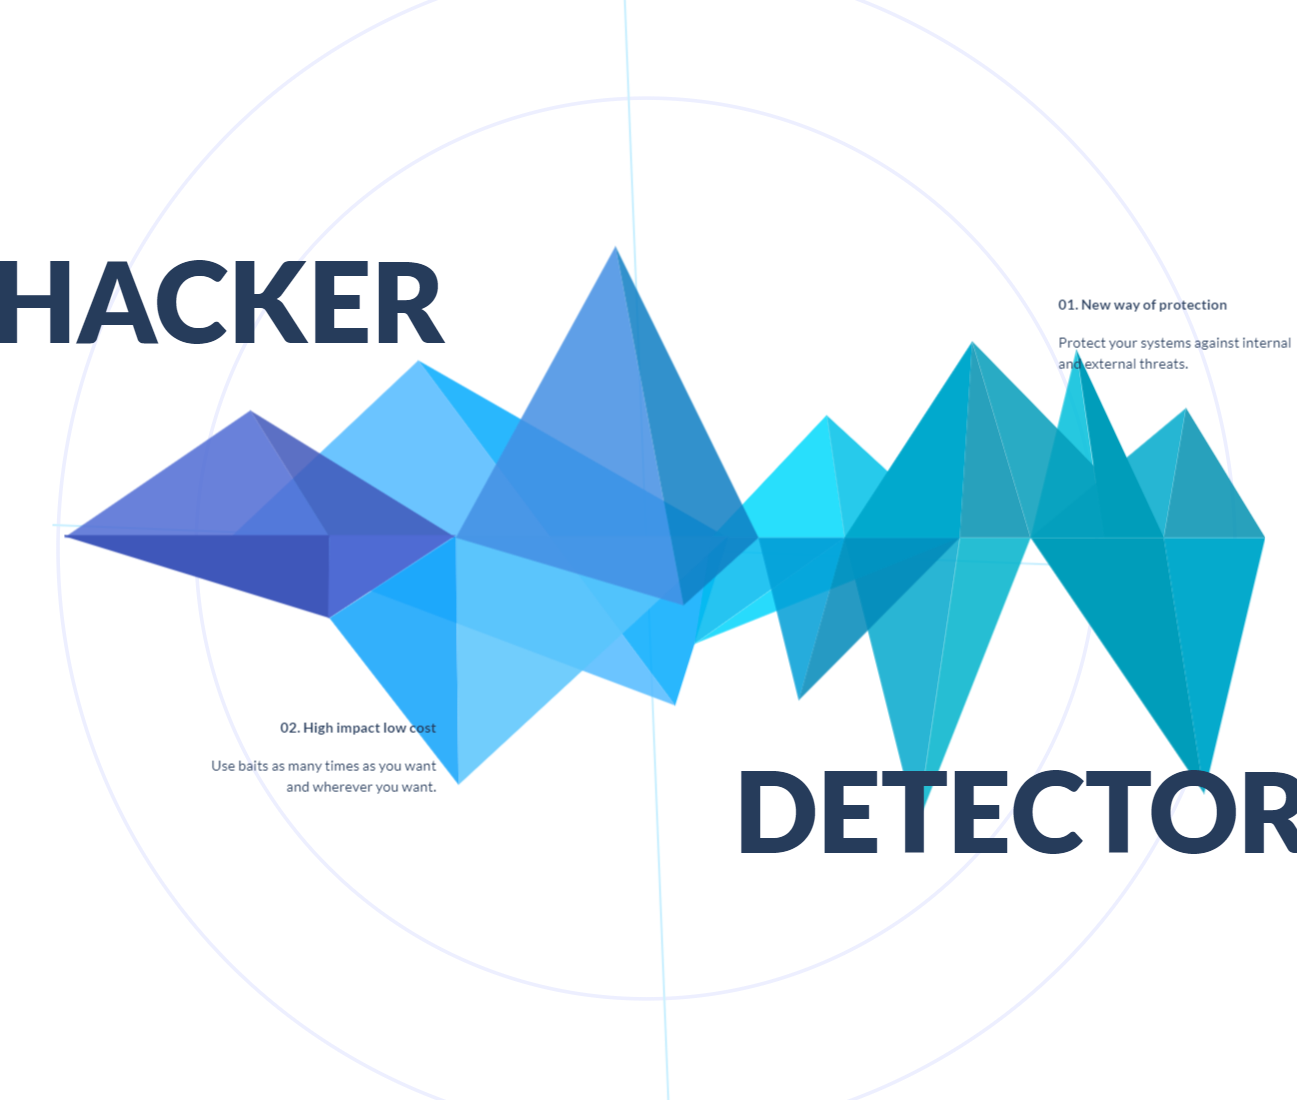 HACKER
01. New way of protection
Protect your systems against internal
and external threats.
02. High impact low cost
Use baits as many times as you want
and wherever you want.
DETECTOR